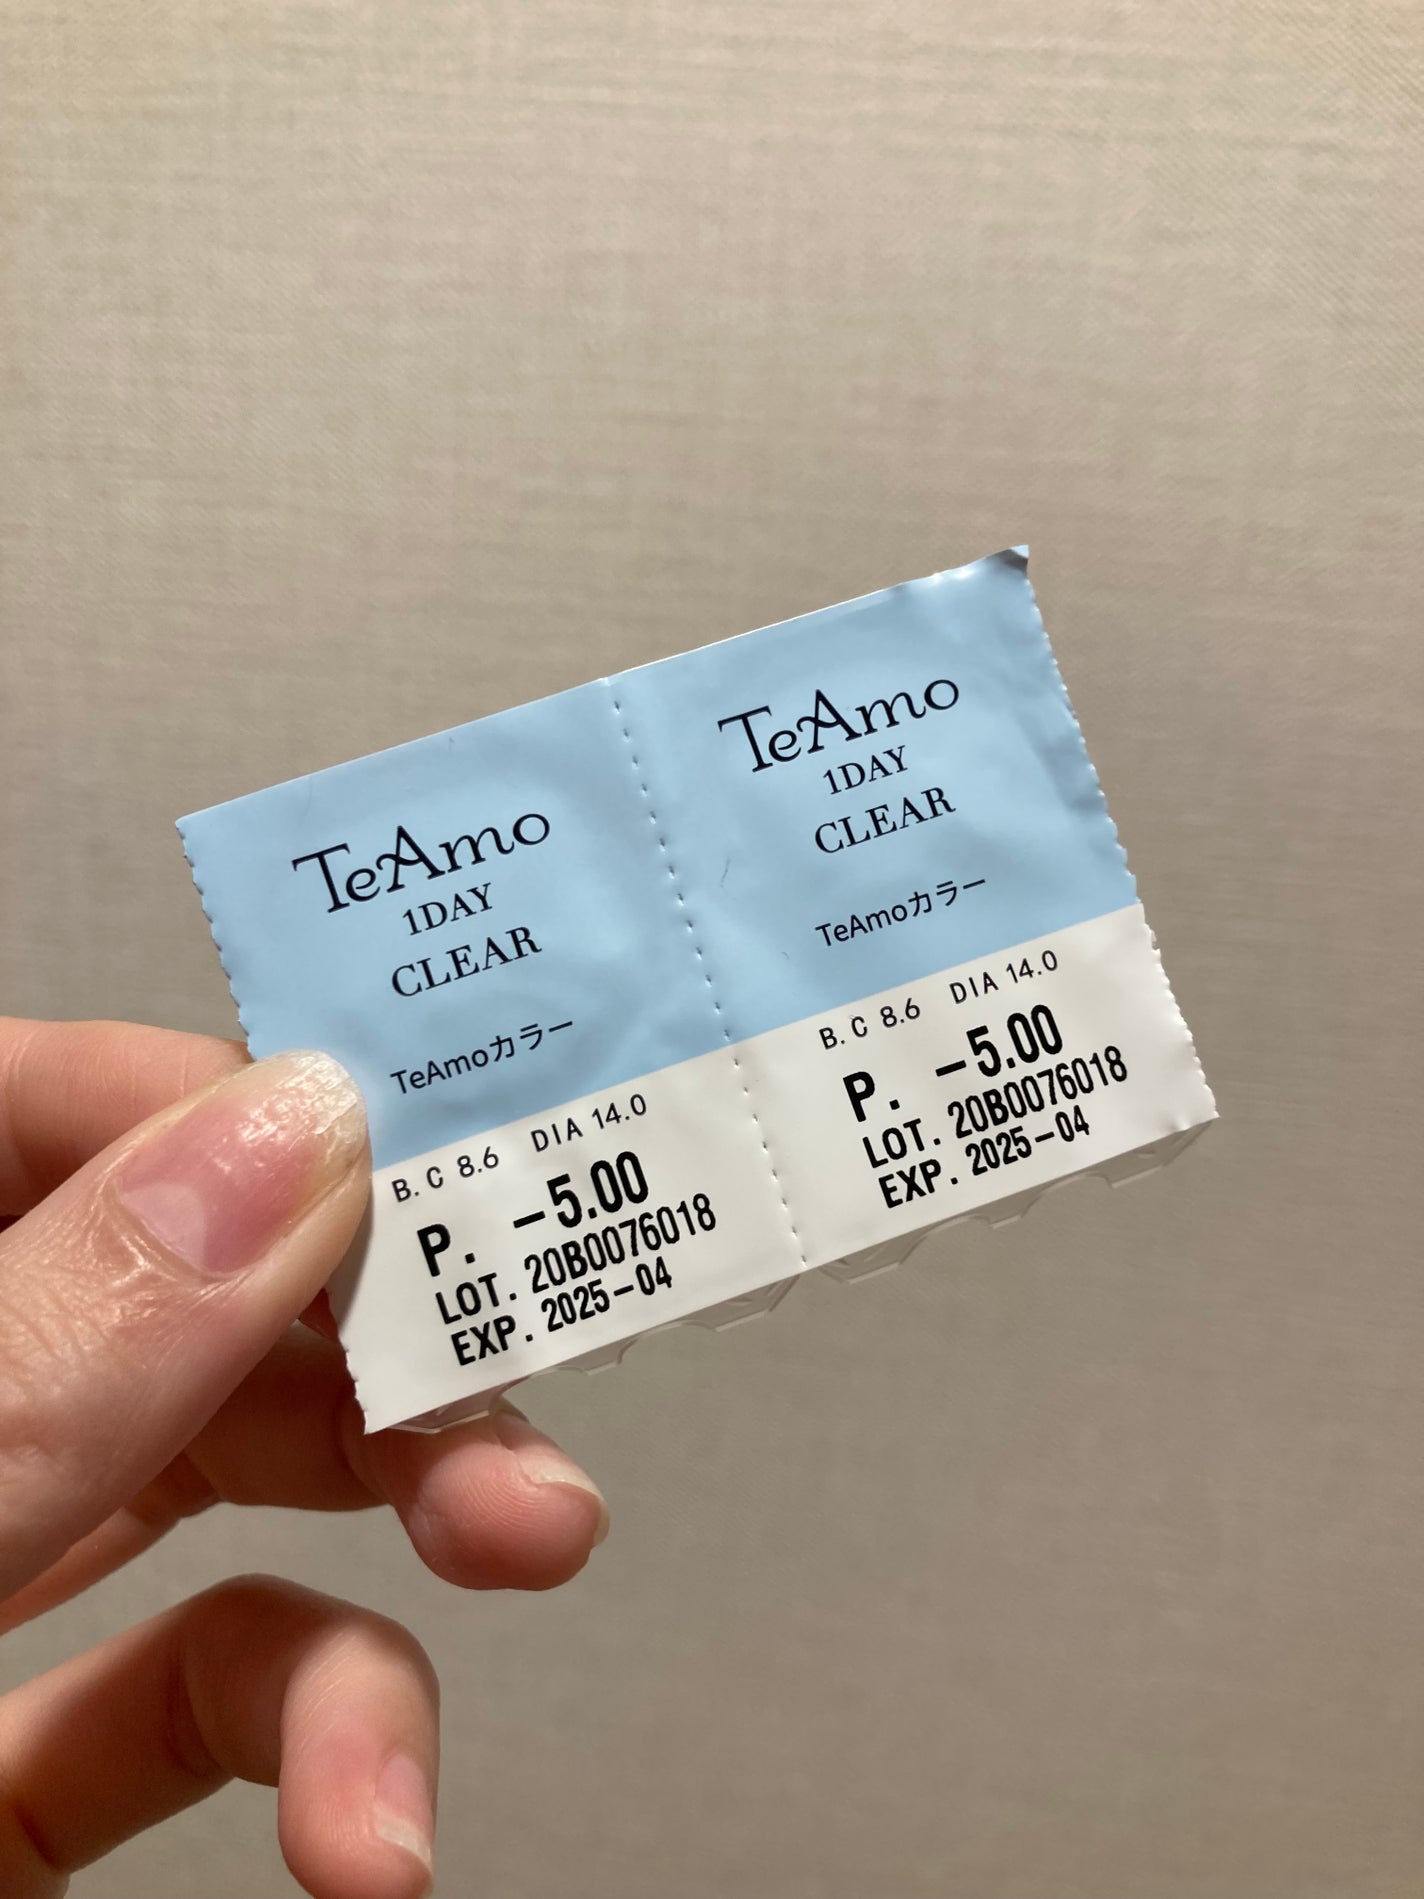 TeAmo
1DAY
CLEAR
TeAmoカラー
B.C 8.6 DIA 14.0
P. -5.00
LOT. 20B0076018
EXP. 2025-04
TeAmo
1DAY
CLEAR
TeAmoカラー
B.C 8.6 DIA 14.0
P. -5.00
LOT. 20B0076018
EXP. 2025-04